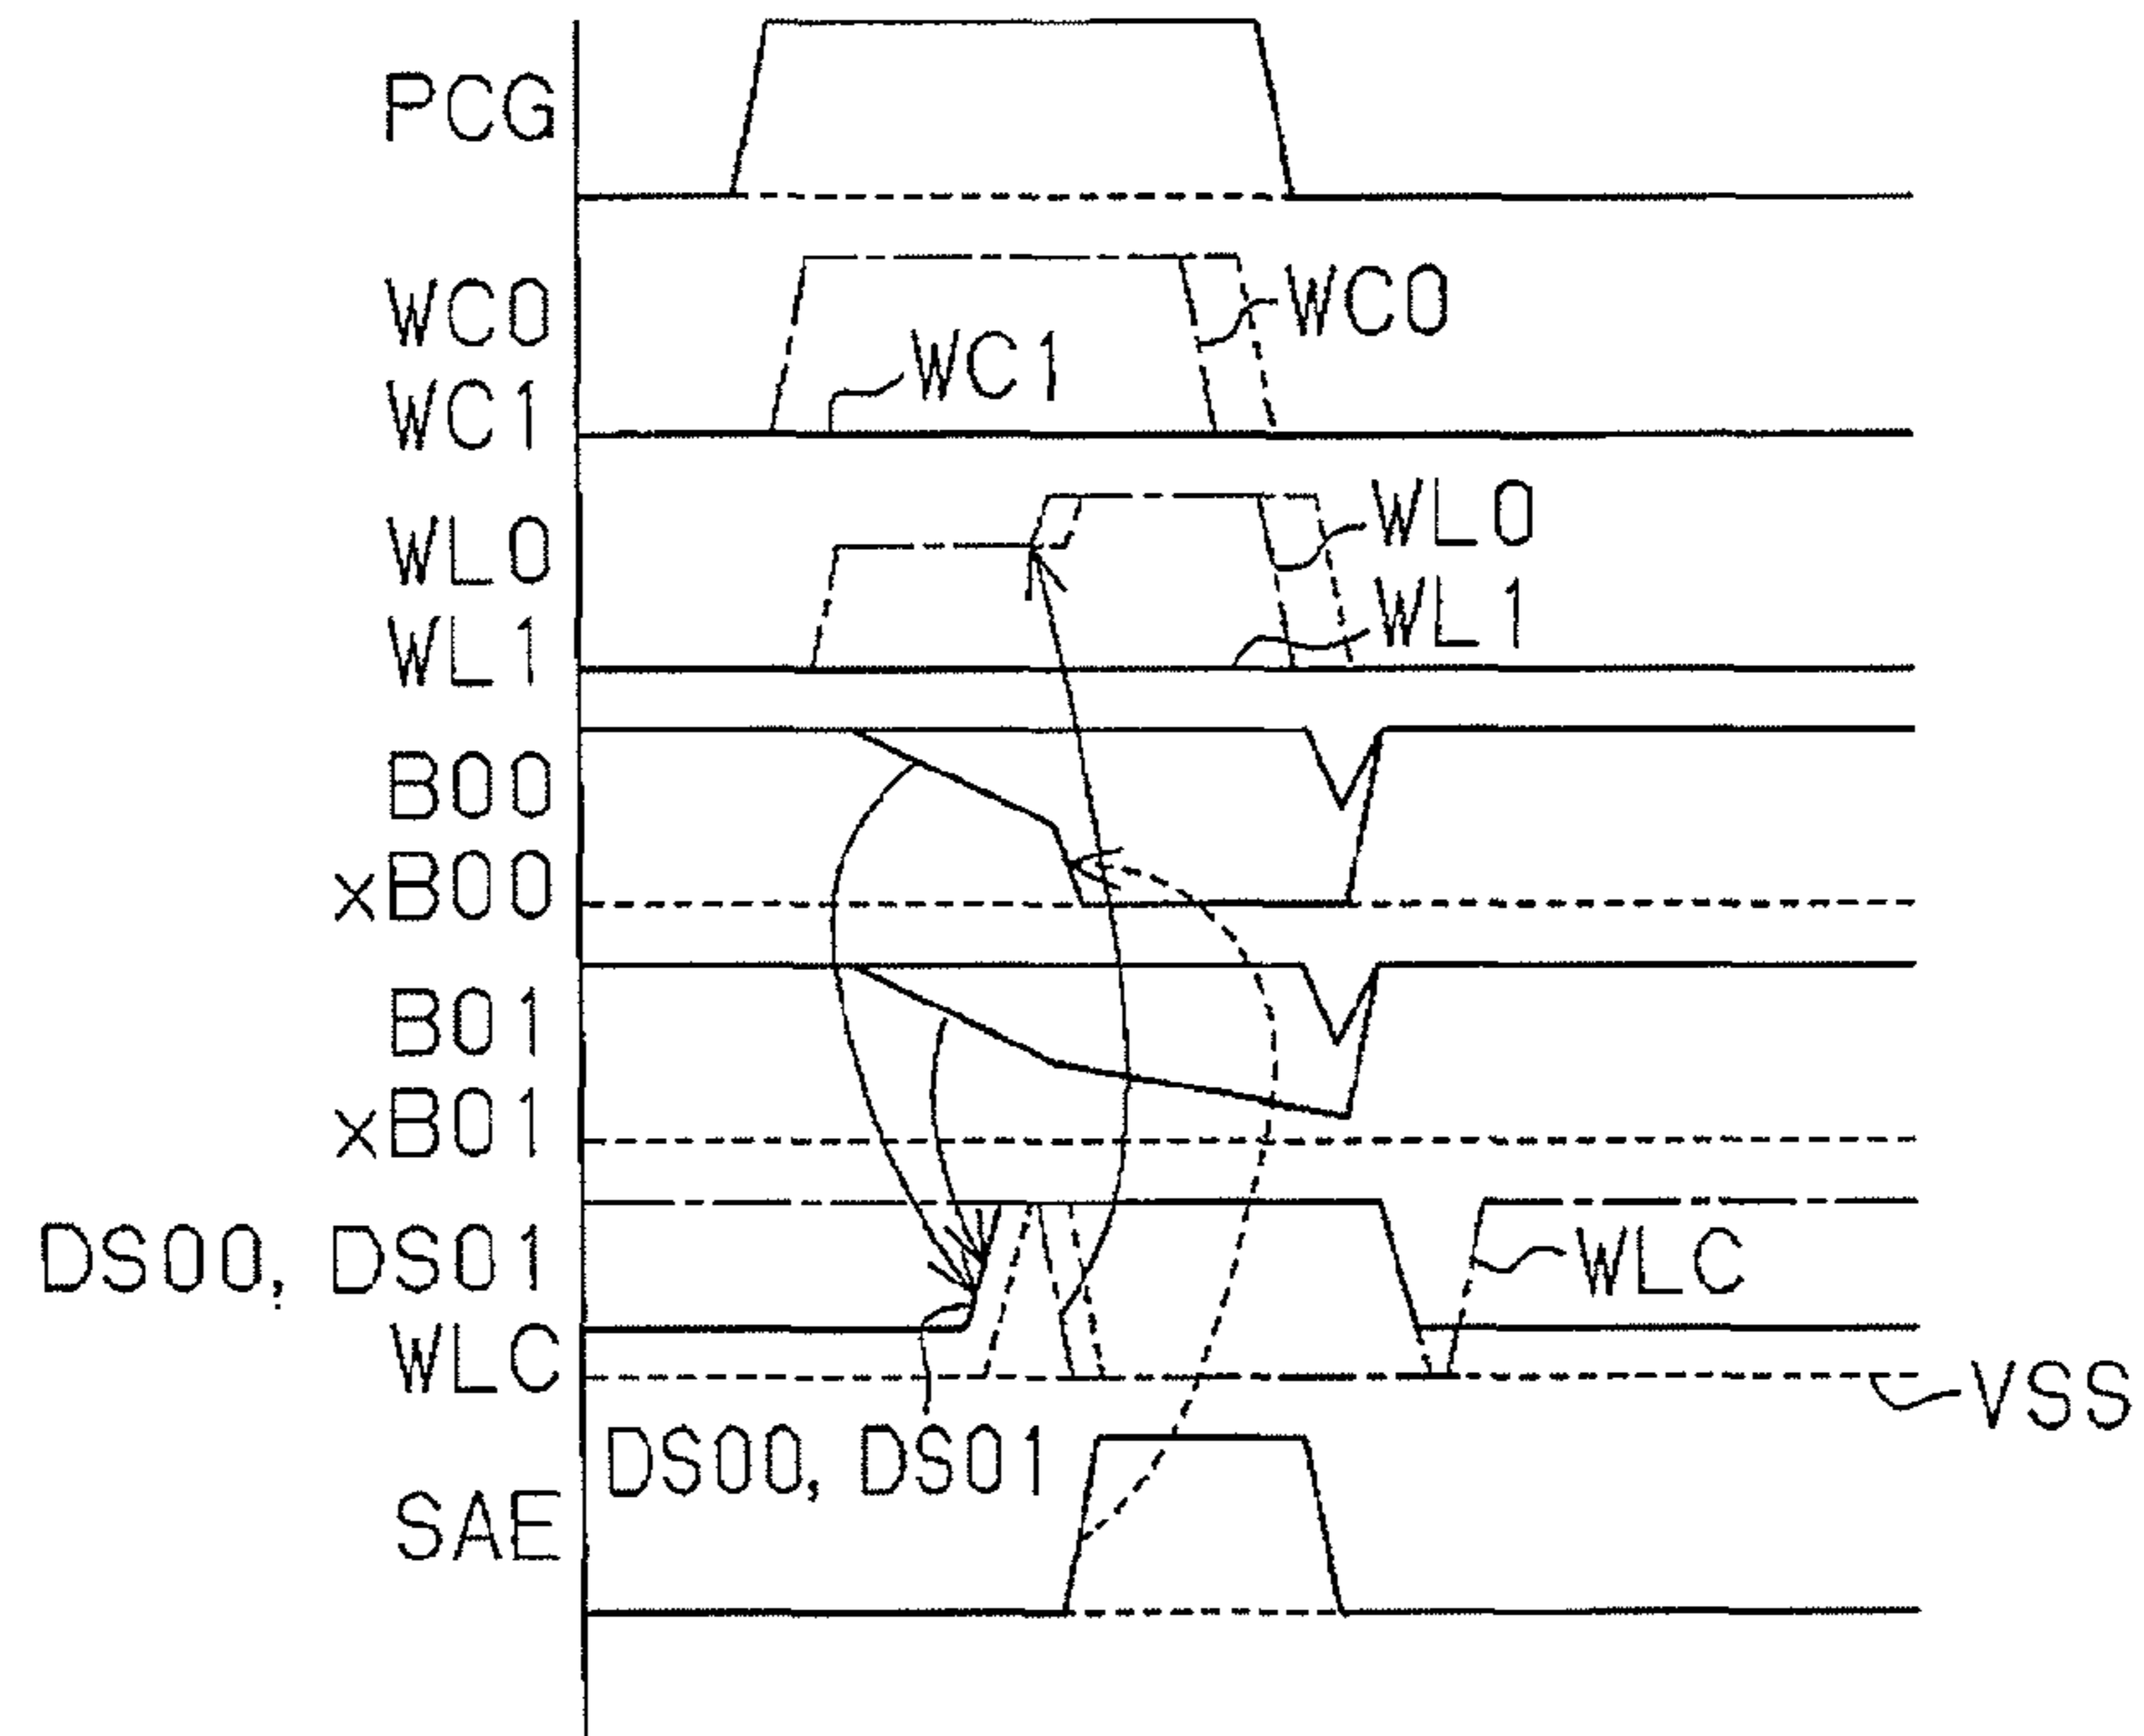 PCG
WC0
WC0
WC1
WC1
WL0
WL0
WL1
WL1
B00
xB00
B01
xB01
DS00, DS01
WLC
WLC
VSS
DS00, DS01
SAE